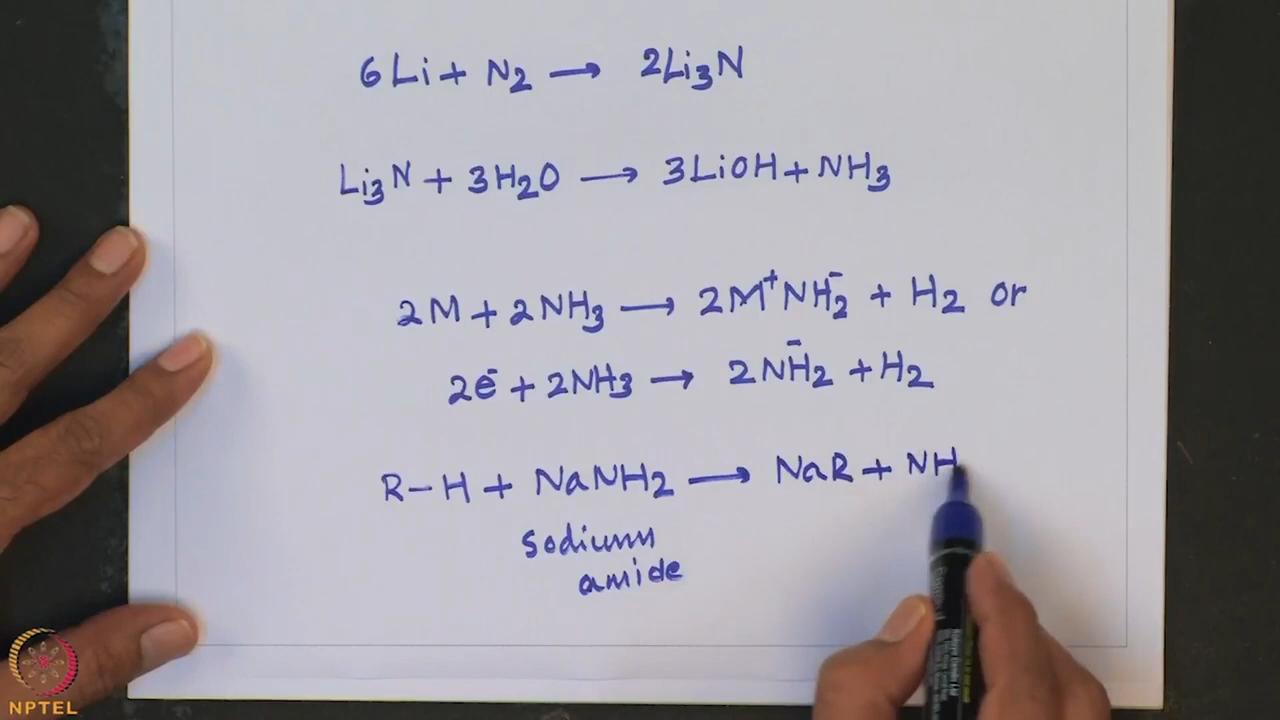 6Li + N2 → 2Li3N
Li3N + 3H2O → 3LiOH + NH3
2M + 2NH3 → 2M⁺NH2⁻ + H2 or
2e⁻ + 2NH3 → 2NH2⁻ + H2
R-H + NaNH2 → NaR + NH
Sodium
amide
NPTEL